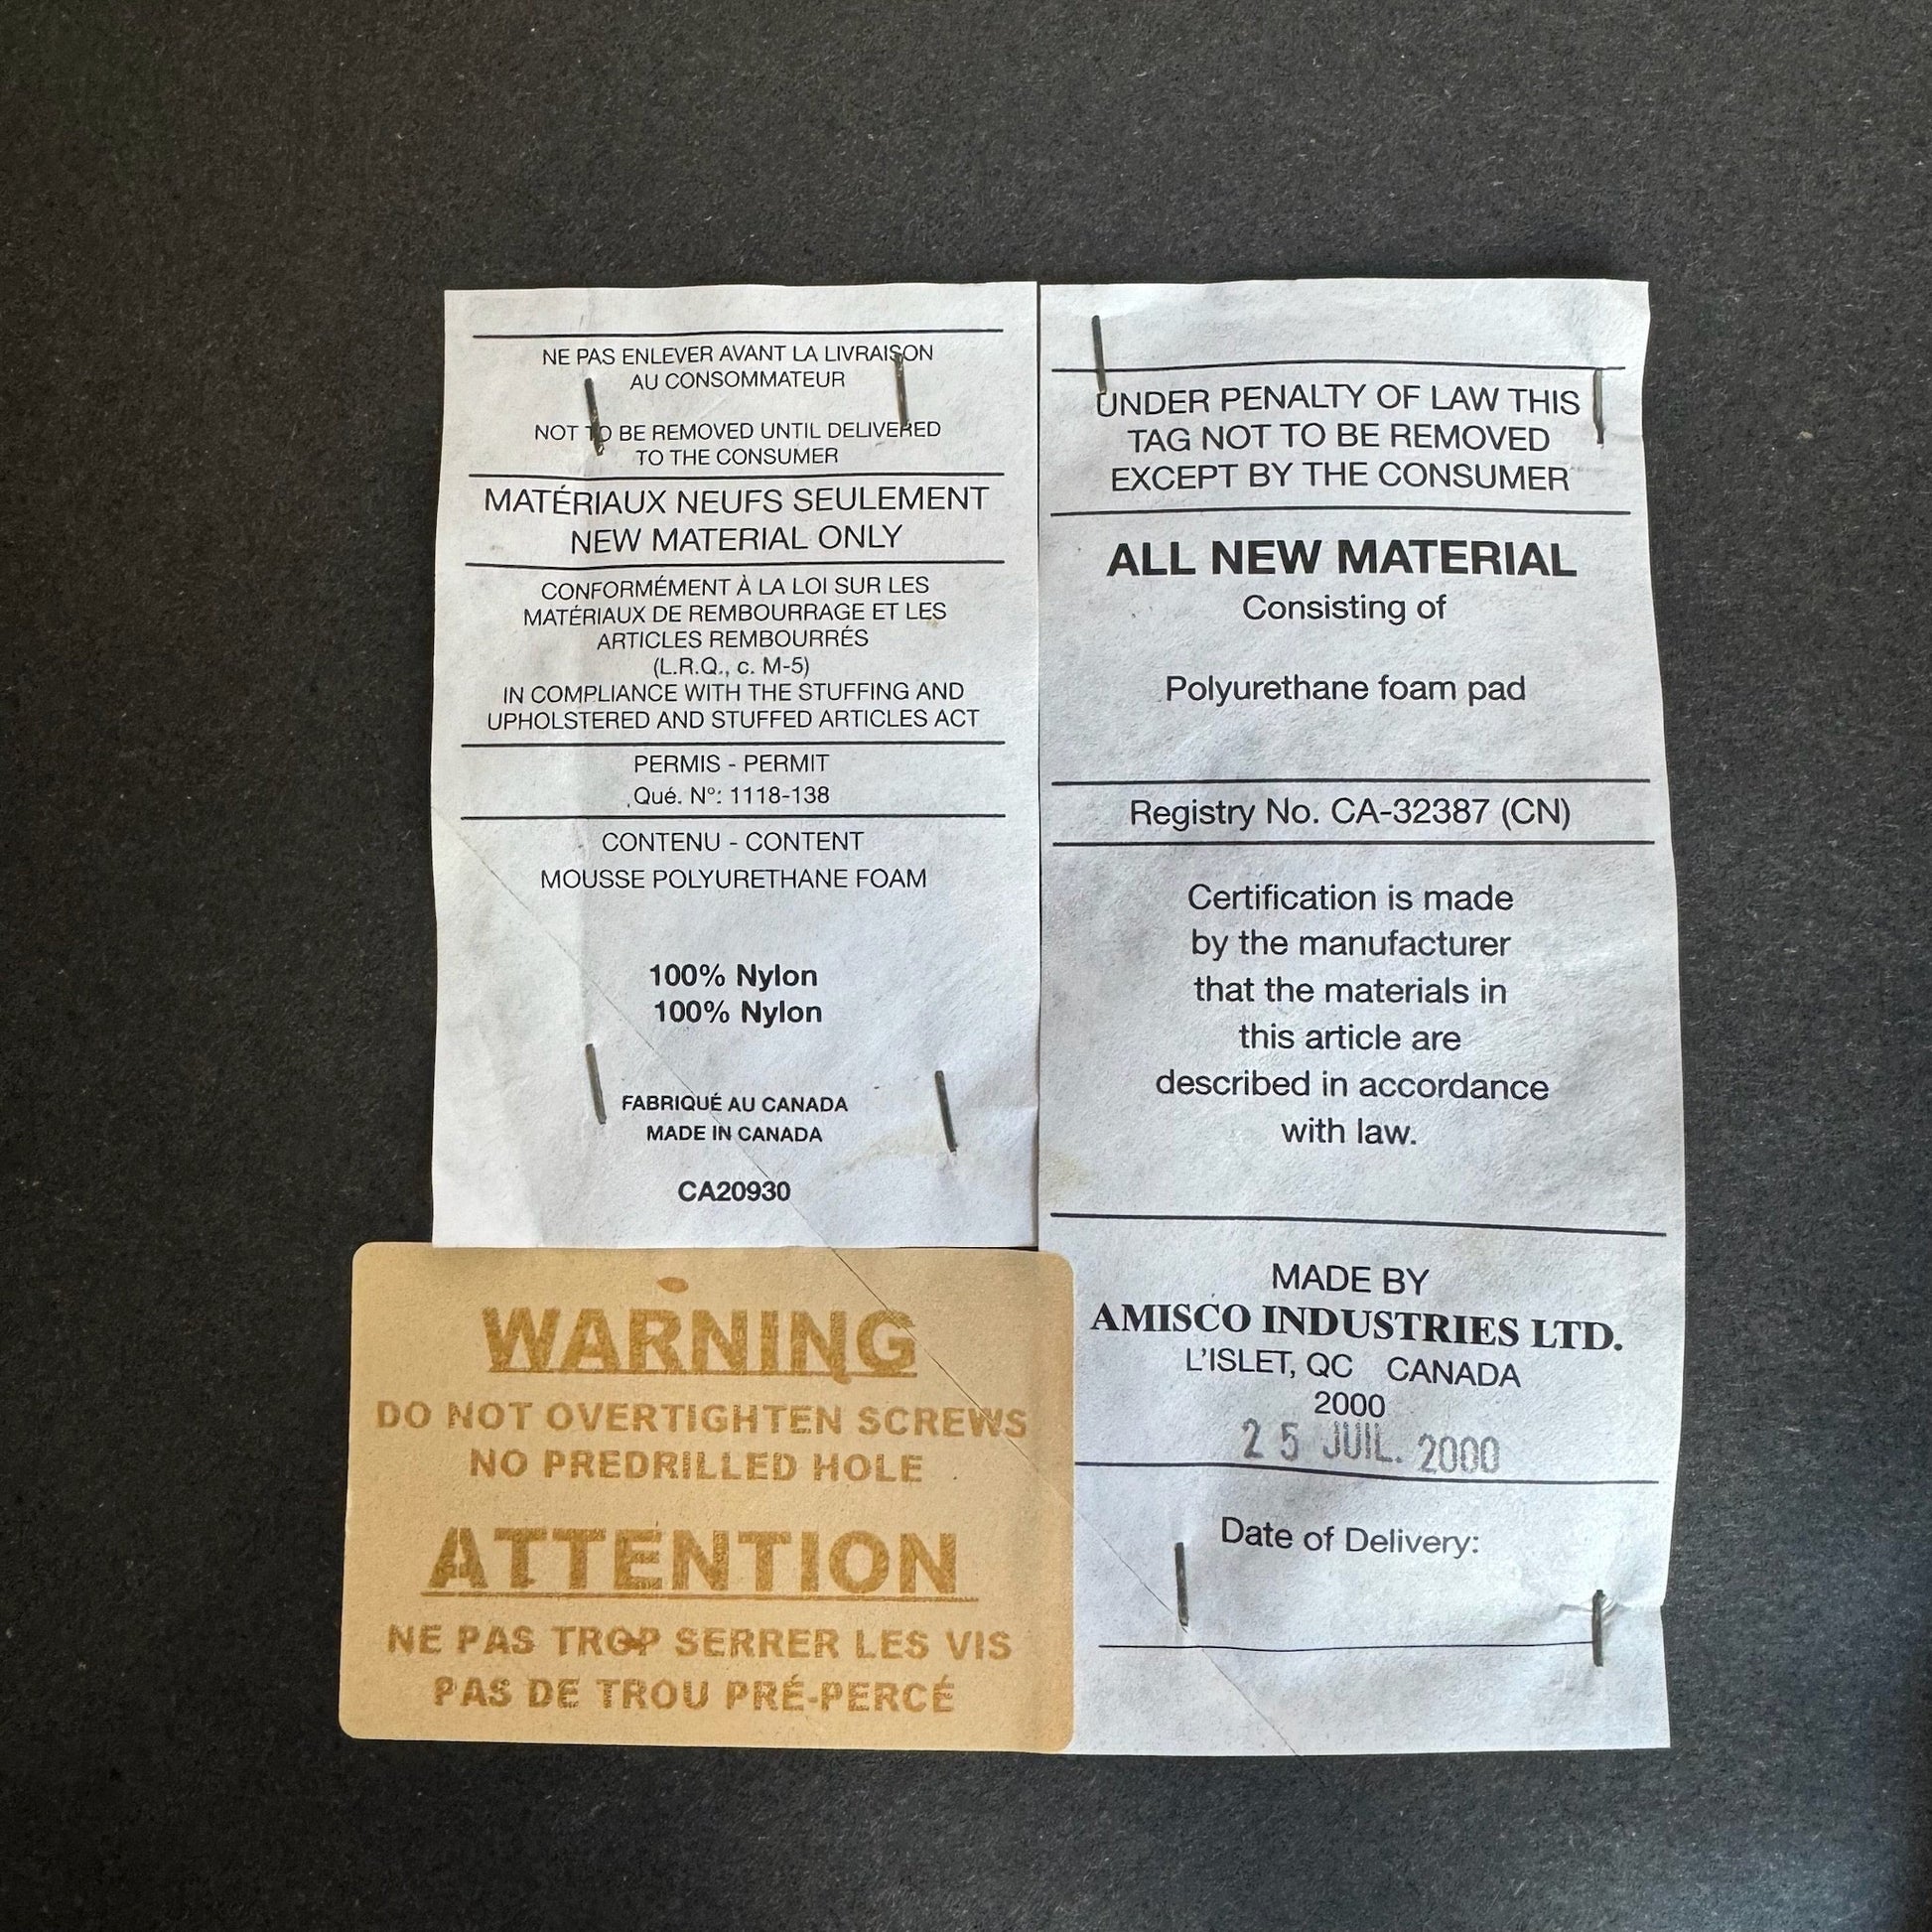 NE PAS ENLEVER AVANT LA LIVRAISON
AU CONSOMMATEUR
NOT TO BE REMOVED UNTIL DELIVERED
TO THE CONSUMER
MATÉRIAUX NEUFS SEULEMENT
NEW MATERIAL ONLY
CONFORMÉMENT À LA LOI SUR LES
MATÉRIAUX DE REMBOURRAGE ET LES
ARTICLES REMBOURRÉS
(L.R.Q., c. M-5)
IN COMPLIANCE WITH THE STUFFING AND
UPHOLSTERED AND STUFFED ARTICLES ACT
PERMIS - PERMIT
Qué. Nº: 1118-138
CONTENU - CONTENT
MOUSSE POLYURETHANE FOAM
100% Nylon
100% Nylon
FABRIQUÉ AU CANADA
MADE IN CANADA
CA20930
WARNING
DO NOT OVERTIGHTEN SCREWS
NO PREDRILLED HOLE
ATTENTION
NE PAS TROP SERRER LES VIS
PAS DE TROU PRÉ-PERCÉ
UNDER PENALTY OF LAW THIS
TAG NOT TO BE REMOVED
EXCEPT BY THE CONSUMER
ALL NEW MATERIAL
Consisting of
Polyurethane foam pad
Registry No. CA-32387 (CN)
Certification is made
by the manufacturer
that the materials in
this article are
described in accordance
with law.
MADE BY
AMISCO INDUSTRIES LTD.
L'ISLET, QC CANADA
2000
25 JUIL. 2000
Date of Delivery: